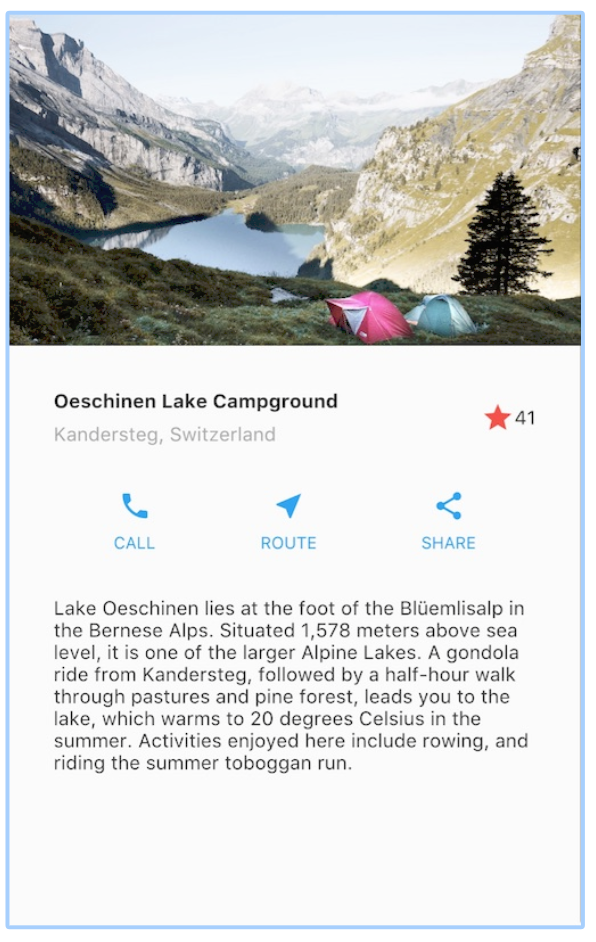 Oeschinen Lake Campground
Kandersteg, Switzerland
41
CALL
ROUTE
SHARE
Lake Oeschinen lies at the foot of the Blüemlisalp in
the Bernese Alps. Situated 1,578 meters above sea
level, it is one of the larger Alpine Lakes. A gondola
ride from Kandersteg, followed by a half-hour walk
through pastures and pine forest, leads you to the
lake, which warms to 20 degrees Celsius in the
summer. Activities enjoyed here include rowing, and
riding the summer toboggan run.